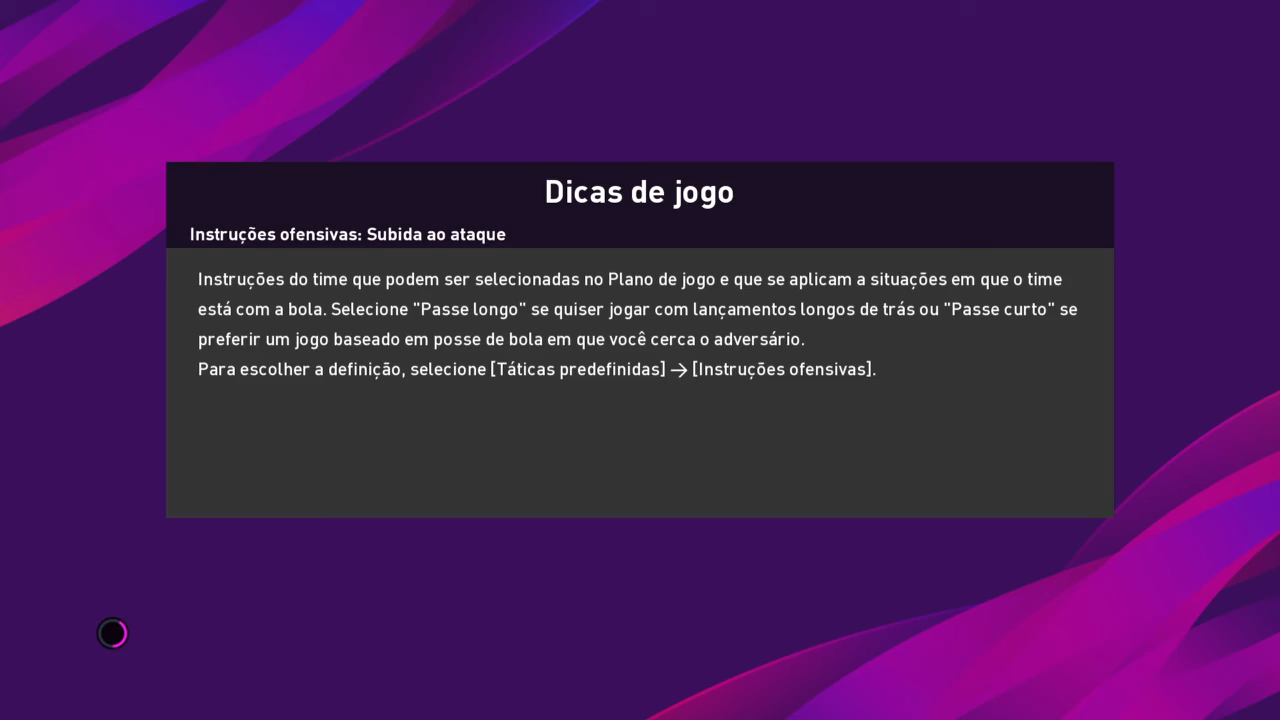 Dicas de jogo
Instruções ofensivas: Subida ao ataque
Instruções do time que podem ser selecionadas no Plano de jogo e que se aplicam a situações em que o time
está com a bola. Selecione "Passe longo" se quiser jogar com lançamentos longos de trás ou "Passe curto" se
preferir um jogo baseado em posse de bola em que você cerca o adversário.
Para escolher a definição, selecione [Táticas predefinidas] → [Instruções ofensivas].